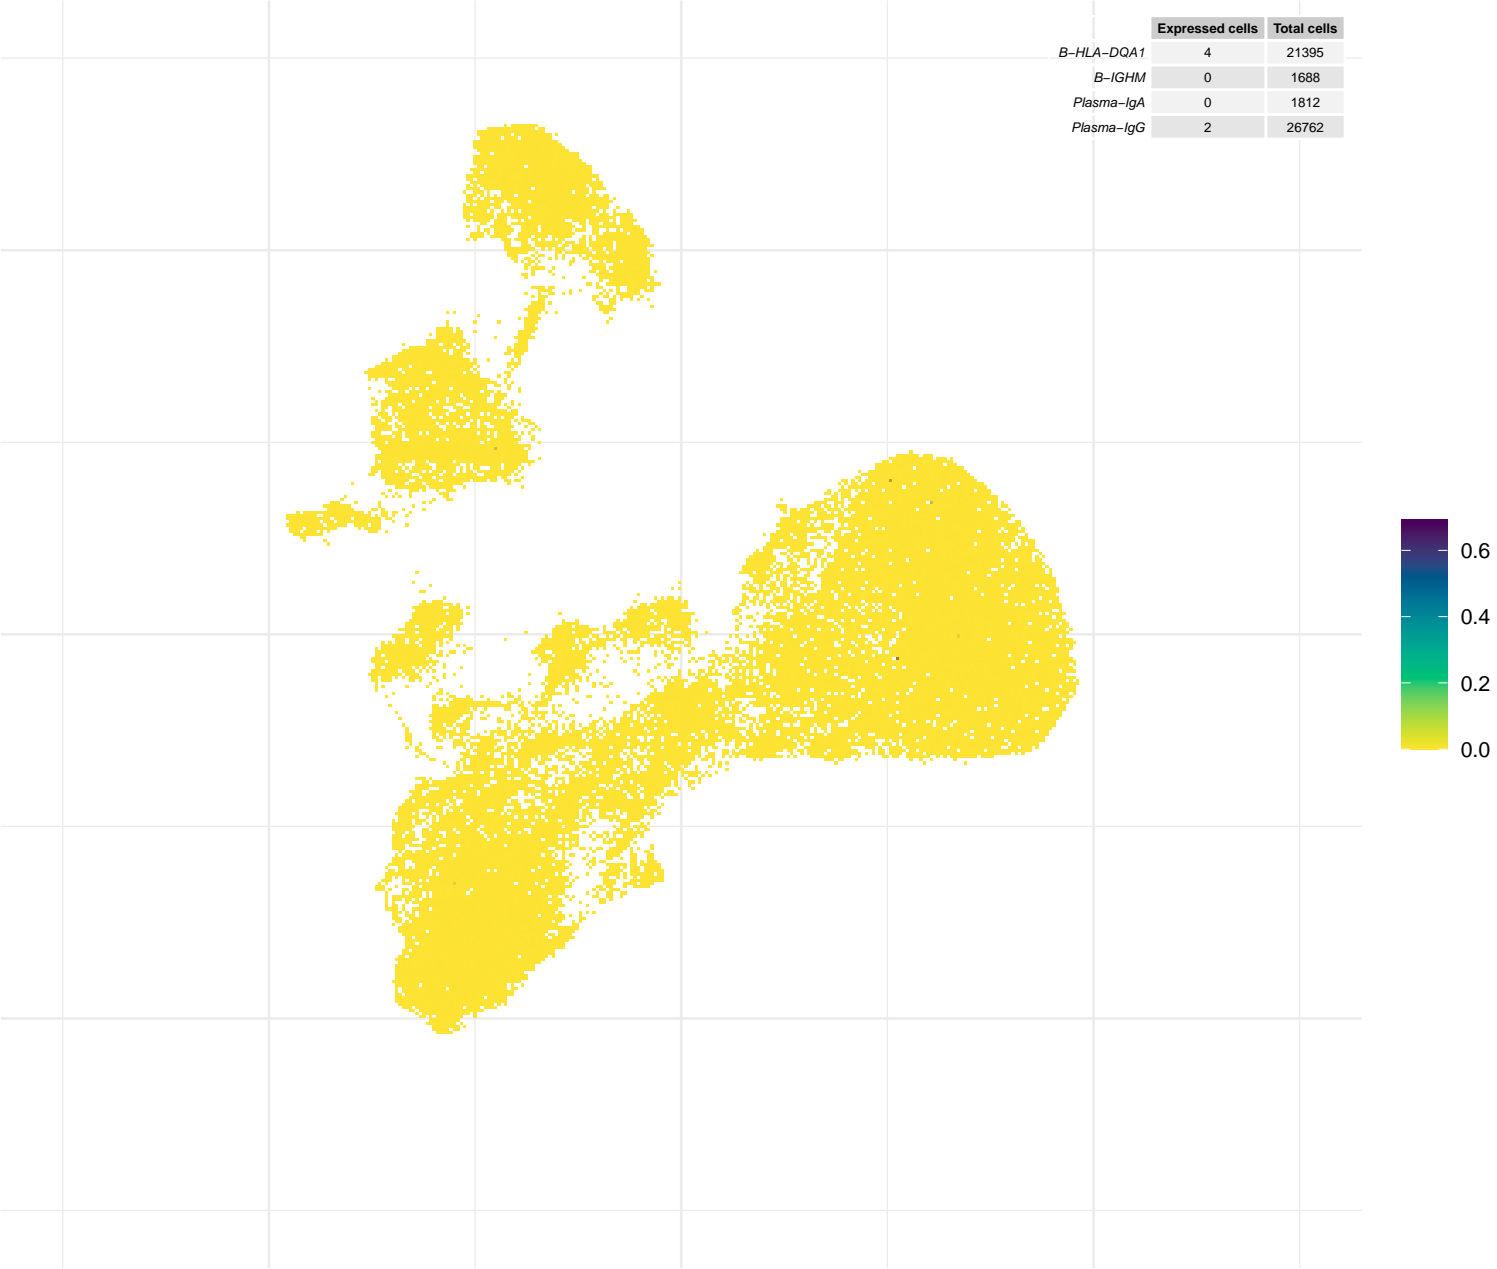 Expressed cells Total cells
B−HLA−DQA1 4 21395
B−IGHM 0 1688
Plasma−IgA 0 1812
Plasma−IgG 2 26762
0.6
0.4
0.2
0.0